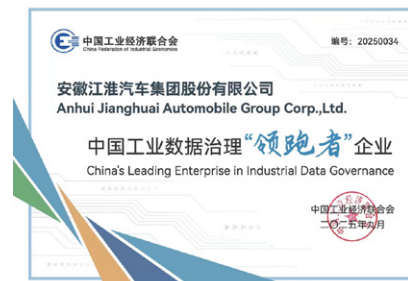 中国工业经济联合会
China Federation of Industrial Economics
编号：20250034
安徽江淮汽车集团股份有限公司
Anhui Jianghuai Automobile Group Corp.,Ltd.
中国工业数据治理“领跑者”企业
China's Leading Enterprise in Industrial Data Governance
中国工业经济联合会
二〇二五年九月